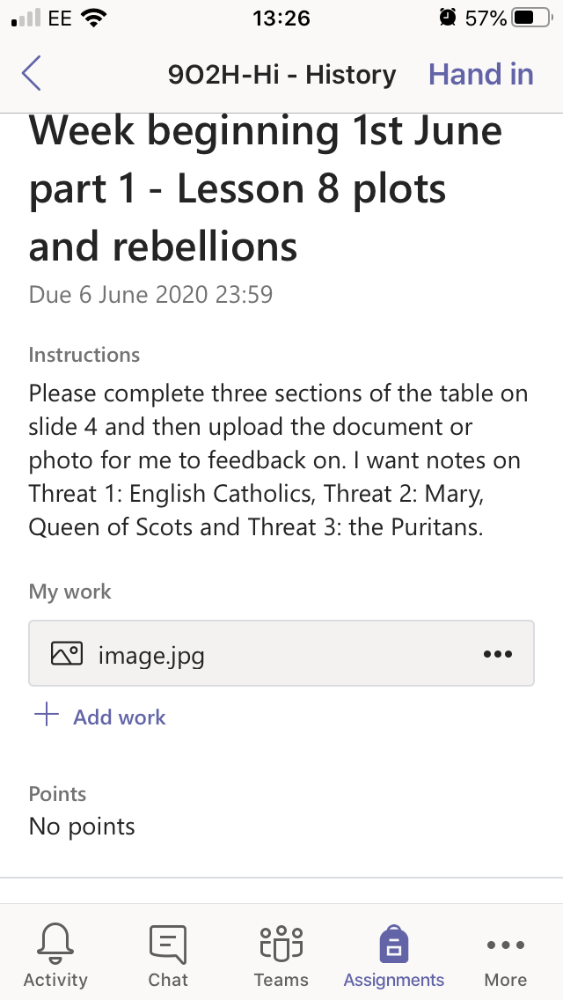 EE 13:26 57%
9O2H-Hi - History Hand in
Week beginning 1st June
part 1 - Lesson 8 plots
and rebellions
Due 6 June 2020 23:59
Instructions
Please complete three sections of the table on
slide 4 and then upload the document or
photo for me to feedback on. I want notes on
Threat 1: English Catholics, Threat 2: Mary,
Queen of Scots and Threat 3: the Puritans.
My work
image.jpg
Add work
Points
No points
Activity Chat Teams Assignments More